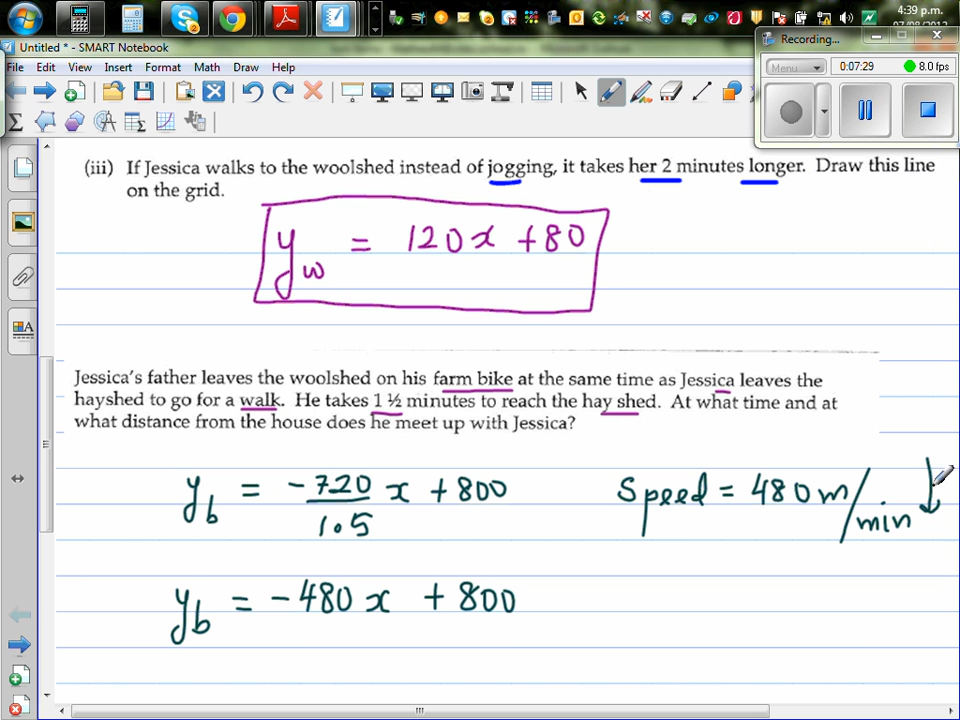 4:39 p.m.
Untitled * - SMART Notebook
Recording...
File Edit View Insert Format Math Draw Help
Menu 0:07:29 8.0 fps
(iii) If Jessica walks to the woolshed instead of jogging, it takes her 2 minutes longer. Draw this line
on the grid.
y_w = 120x + 80
Jessica's father leaves the woolshed on his farm bike at the same time as Jessica leaves the
hayshed to go for a walk. He takes 1 ½ minutes to reach the hay shed. At what time and at
what distance from the house does he meet up with Jessica?
y_b = -720/1.5 x + 800 Speed = 480 m/min ↓
y_b = -480x + 800